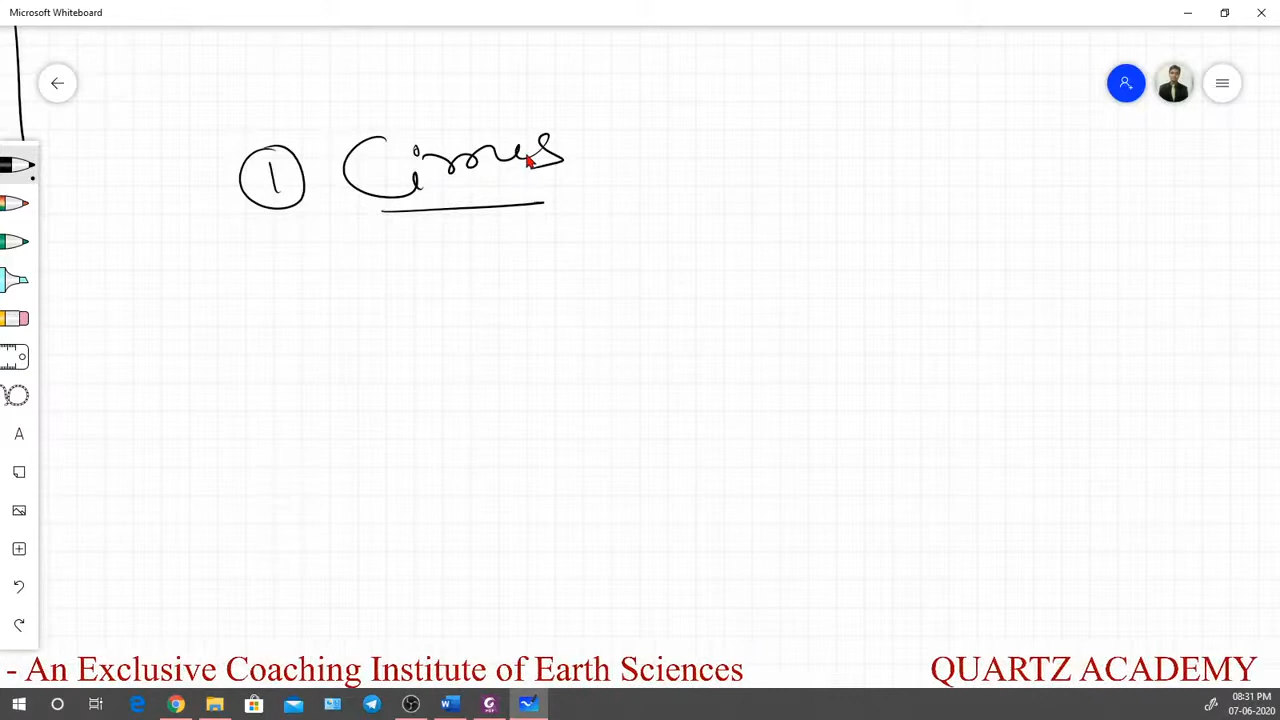 Microsoft Whiteboard
① Cirrus
A
- An Exclusive Coaching Institute of Earth Sciences
QUARTZ ACADEMY
08:31 PM
07-06-2020